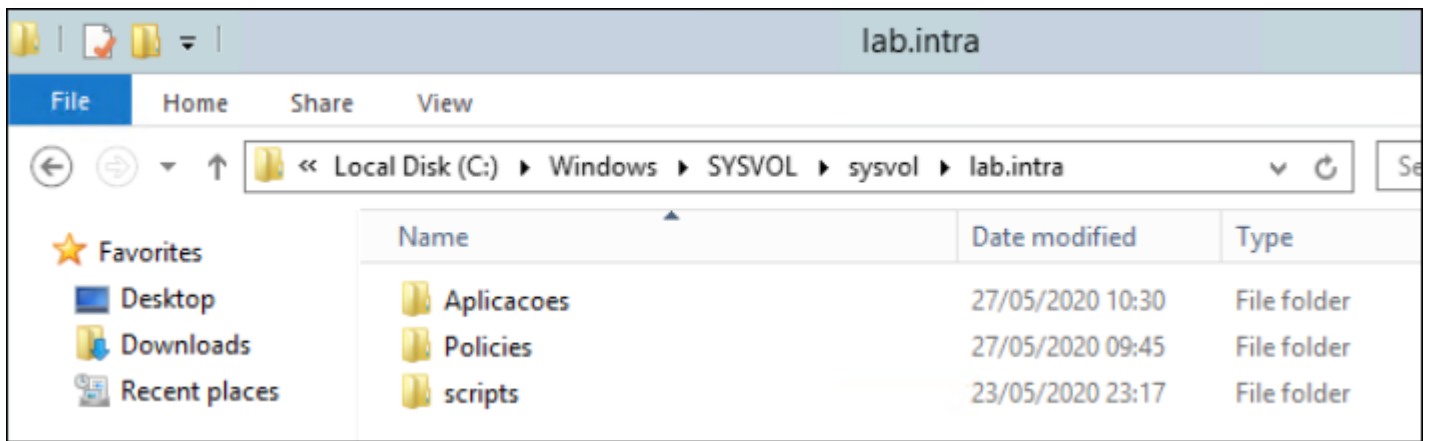 lab.intra
File Home Share View
« Local Disk (C:) Windows SYSVOL sysvol lab.intra Se
Favorites Name Date modified Type
Desktop Aplicacoes 27/05/2020 10:30 File folder
Downloads Policies 27/05/2020 09:45 File folder
Recent places scripts 23/05/2020 23:17 File folder